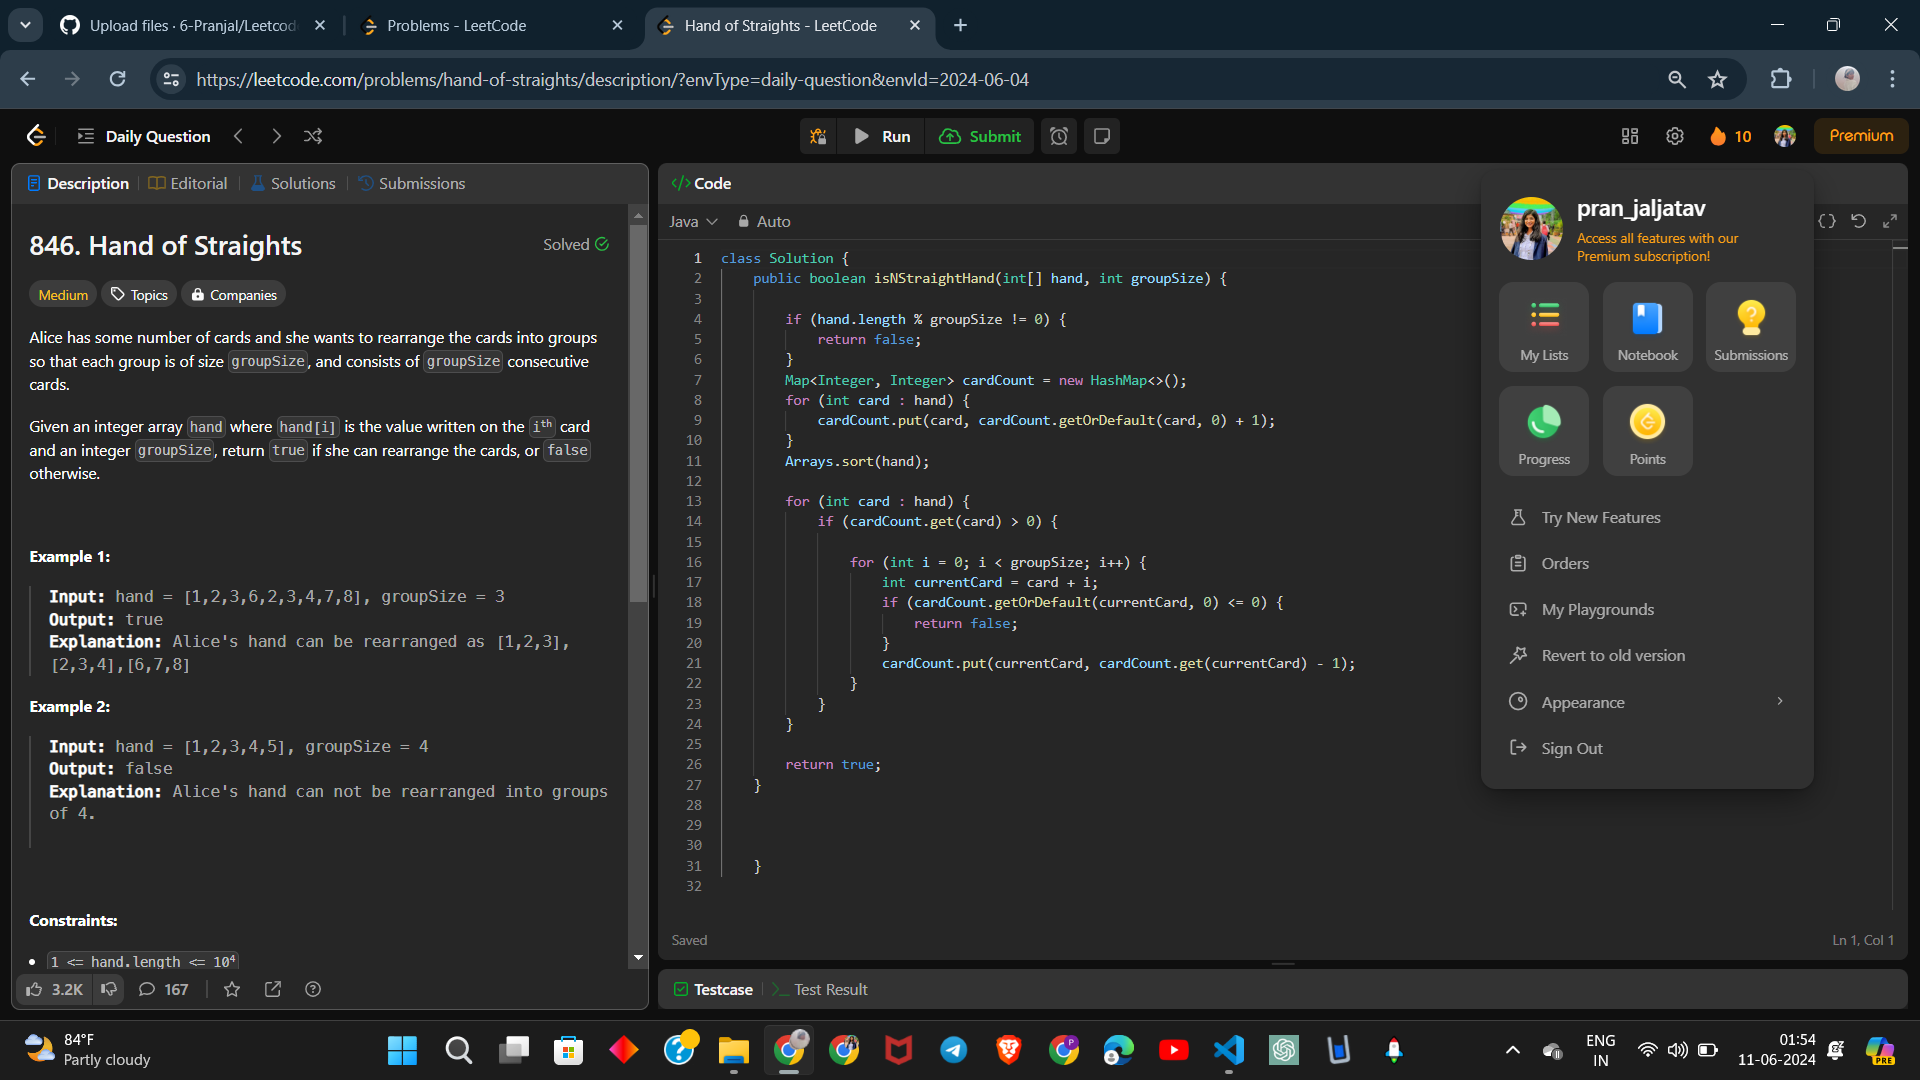 Upload files · 6-Pranjal/Leetcod
Problems - LeetCode
Hand of Straights - LeetCode
https://leetcode.com/problems/hand-of-straights/description/?envType=daily-question&envId=2024-06-04
Daily Question
Run
Submit
10
Premium
Description
Editorial
Solutions
Submissions
846. Hand of Straights
Solved
Medium
Topics
Companies
Alice has some number of cards and she wants to rearrange the cards into groups
so that each group is of size groupSize, and consists of groupSize consecutive
cards.
Given an integer array hand where hand[i] is the value written on the ith card
and an integer groupSize, return true if she can rearrange the cards, or false
otherwise.
Example 1:
Input: hand = [1,2,3,6,2,3,4,7,8], groupSize = 3
Output: true
Explanation: Alice's hand can be rearranged as [1,2,3],
[2,3,4],[6,7,8]
Example 2:
Input: hand = [1,2,3,4,5], groupSize = 4
Output: false
Explanation: Alice's hand can not be rearranged into groups
of 4.
Constraints:
1 <= hand.length <= 10⁴
3.2K
167
Code
Java
Auto
1 class Solution {
2 public boolean isNStraightHand(int[] hand, int groupSize) {
3
4 if (hand.length % groupSize != 0) {
5 return false;
6 }
7 Map<Integer, Integer> cardCount = new HashMap<>();
8 for (int card : hand) {
9 cardCount.put(card, cardCount.getOrDefault(card, 0) + 1);
10 }
11 Arrays.sort(hand);
12
13 for (int card : hand) {
14 if (cardCount.get(card) > 0) {
15
16 for (int i = 0; i < groupSize; i++) {
17 int currentCard = card + i;
18 if (cardCount.getOrDefault(currentCard, 0) <= 0) {
19 return false;
20 }
21 cardCount.put(currentCard, cardCount.get(currentCard) - 1);
22 }
23 }
24 }
25
26 return true;
27 }
28
29
30
31 }
32
Saved
Ln 1, Col 1
Testcase
Test Result
pran_jaljatav
Access all features with our
Premium subscription!
My Lists
Notebook
Submissions
Progress
Points
Try New Features
Orders
My Playgrounds
Revert to old version
Appearance
Sign Out
84°F
Partly cloudy
P
PRE
ENG
IN
01:54
11-06-2024